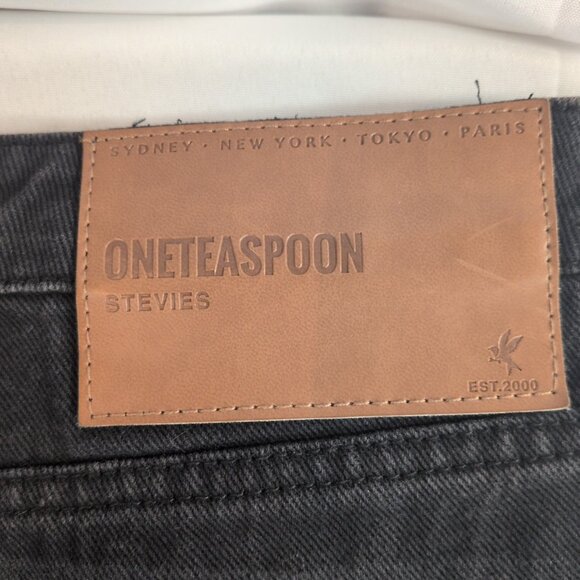 SYDNEY · NEW YORK · TOKYO · PARIS
ONETEASPOON
STEVIES
EST.2000